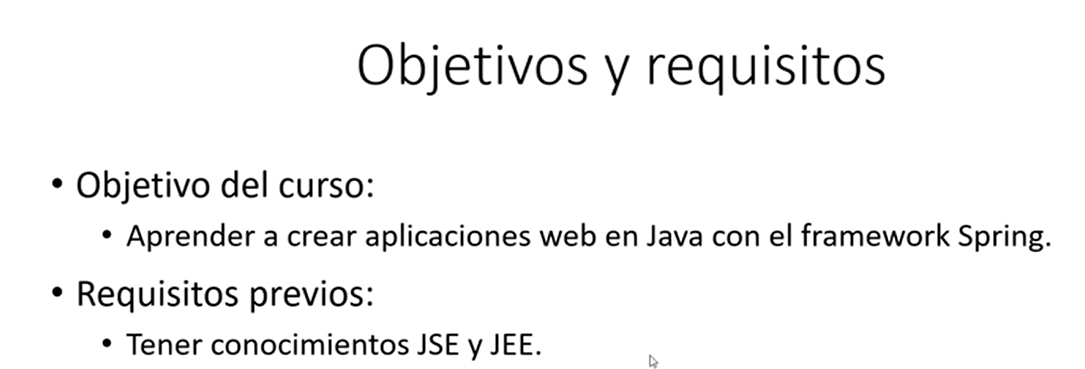 Objetivos y requisitos
• Objetivo del curso:
• Aprender a crear aplicaciones web en Java con el framework Spring.
• Requisitos previos:
• Tener conocimientos JSE y JEE.